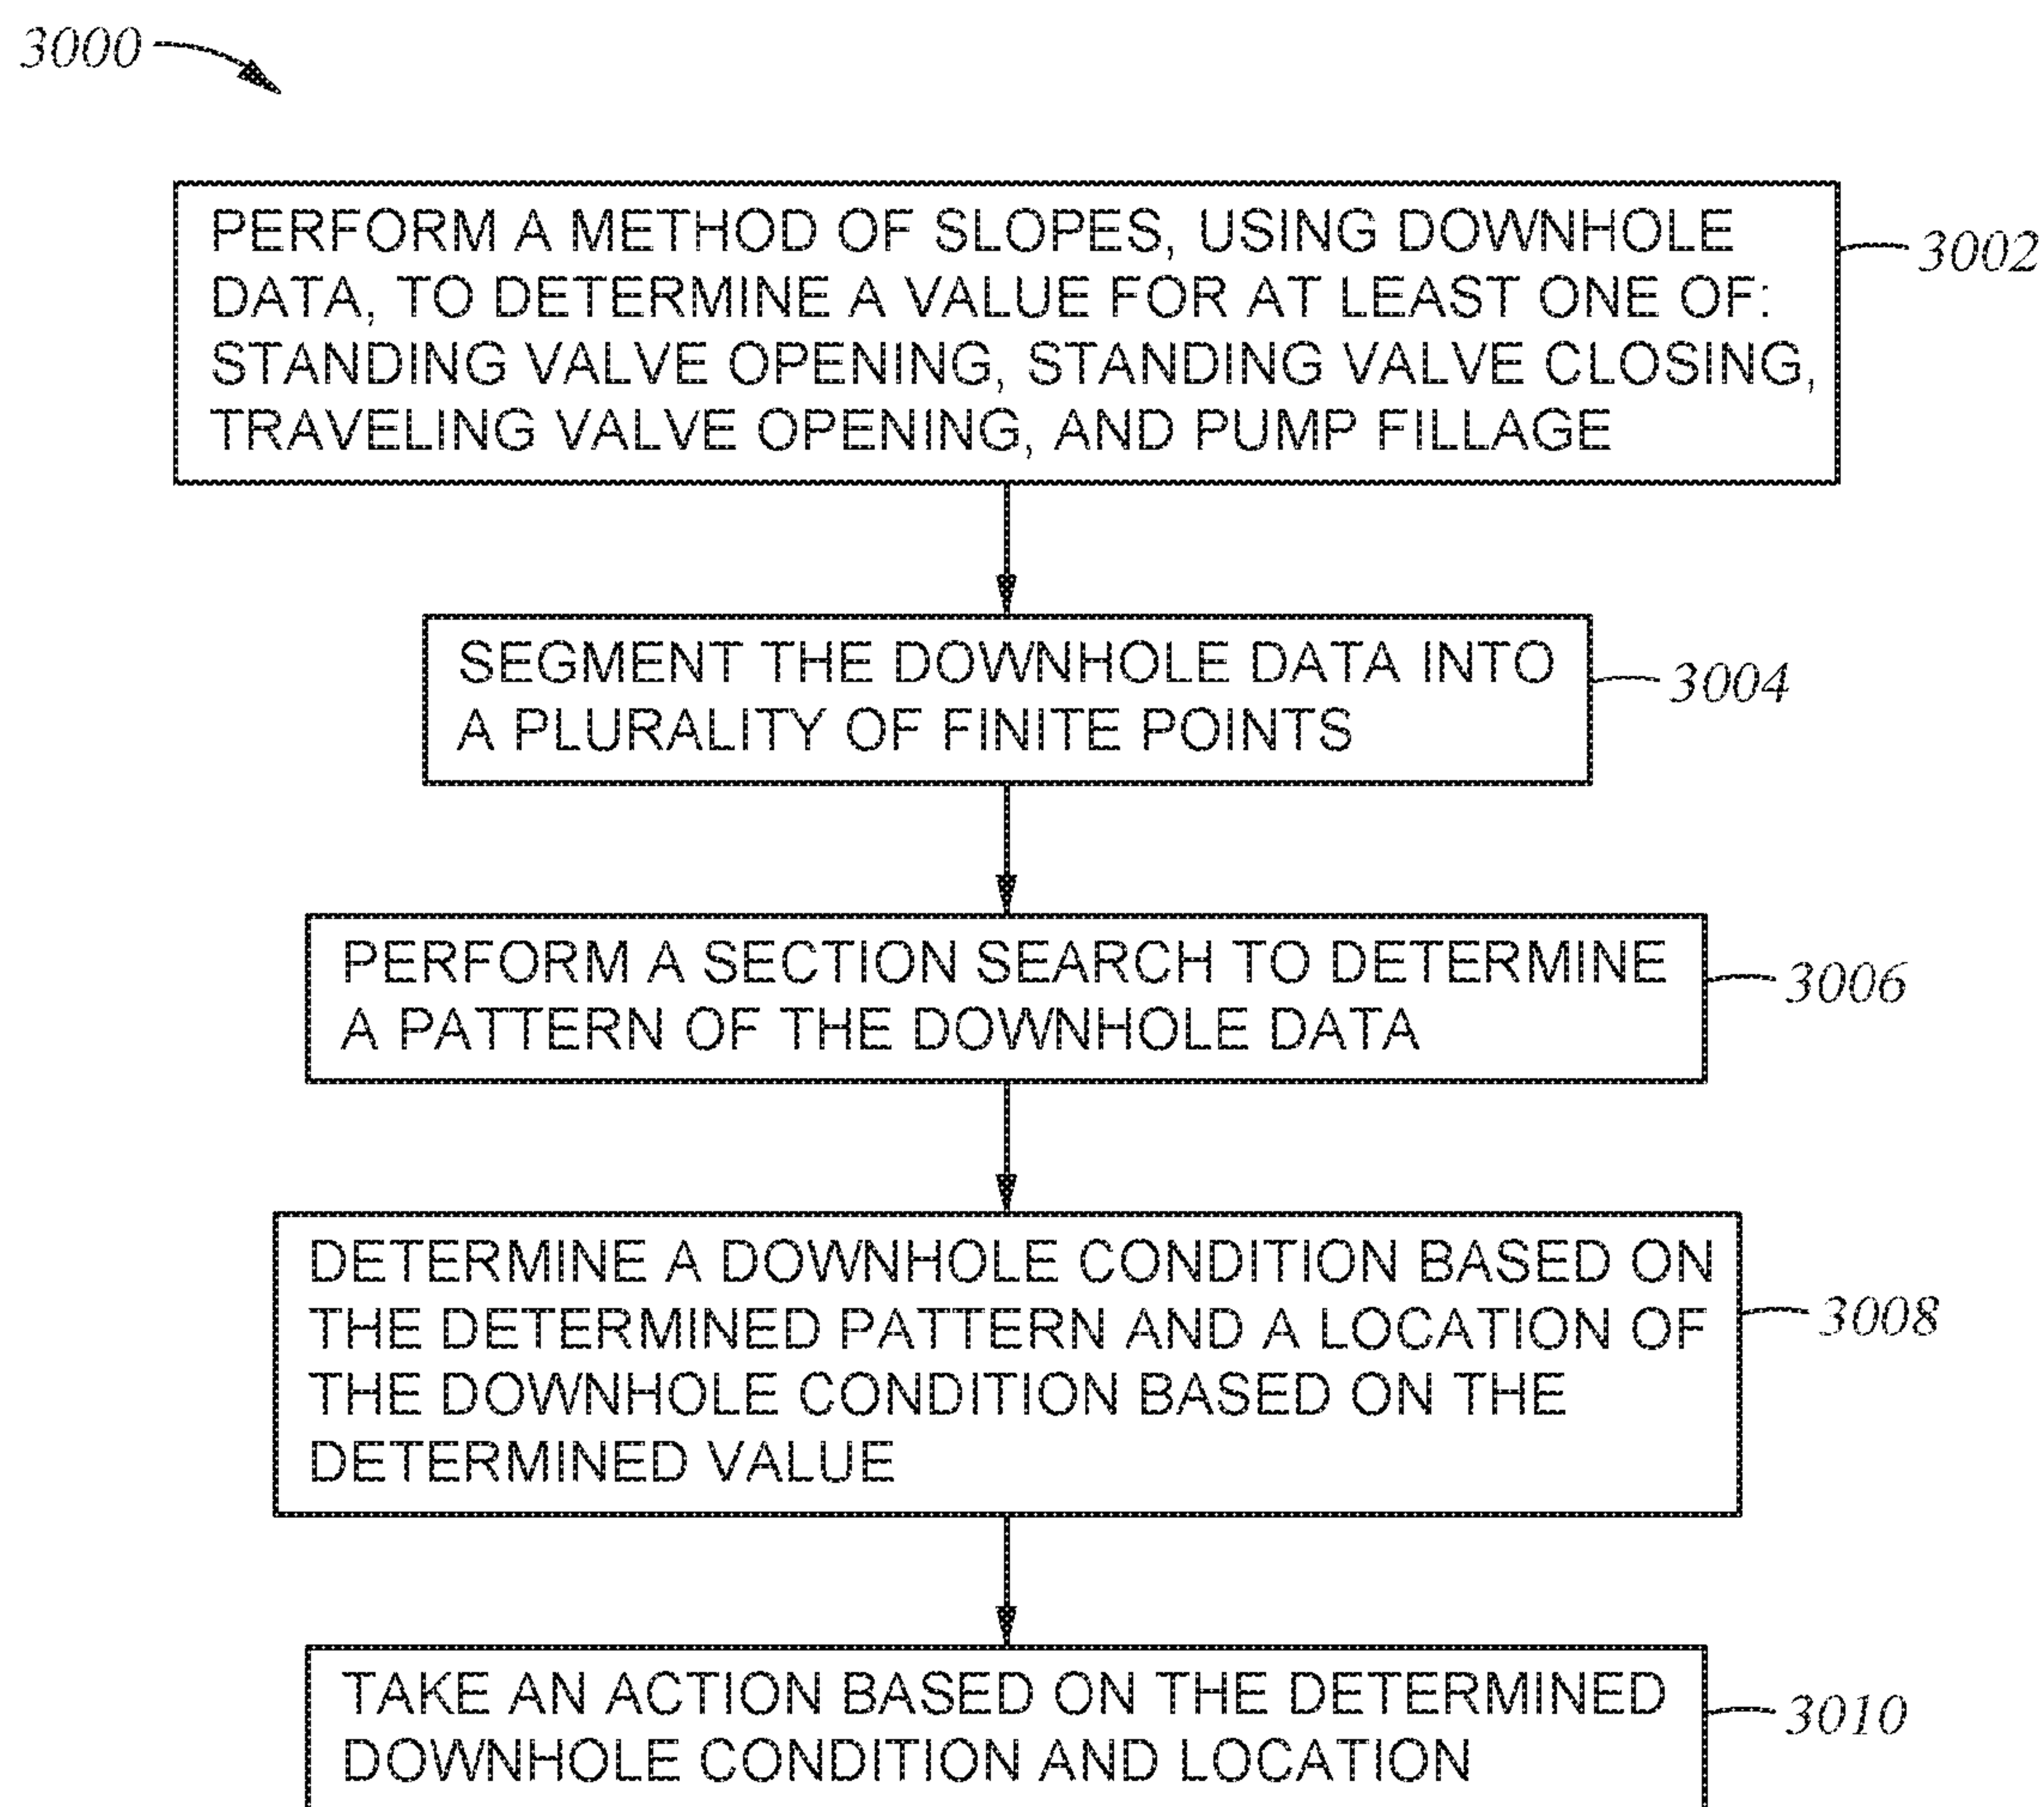 3000
PERFORM A METHOD OF SLOPES, USING DOWNHOLE
DATA, TO DETERMINE A VALUE FOR AT LEAST ONE OF:
STANDING VALVE OPENING, STANDING VALVE CLOSING,
TRAVELING VALVE OPENING, AND PUMP FILLAGE
3002
SEGMENT THE DOWNHOLE DATA INTO
A PLURALITY OF FINITE POINTS
3004
PERFORM A SECTION SEARCH TO DETERMINE
A PATTERN OF THE DOWNHOLE DATA
3006
DETERMINE A DOWNHOLE CONDITION BASED ON
THE DETERMINED PATTERN AND A LOCATION OF
THE DOWNHOLE CONDITION BASED ON THE
DETERMINED VALUE
3008
TAKE AN ACTION BASED ON THE DETERMINED
DOWNHOLE CONDITION AND LOCATION
3010